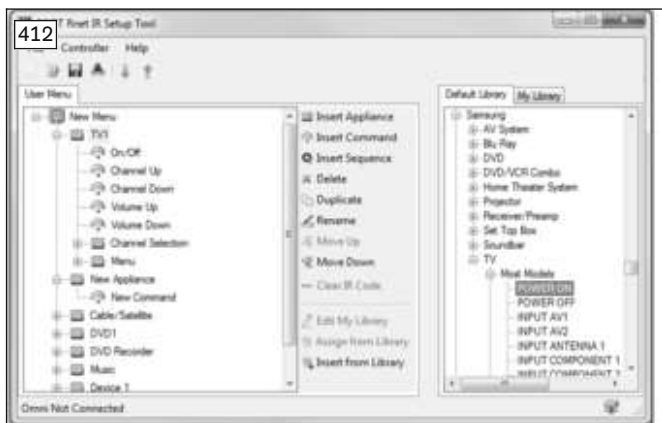 412
Rnet IR Setup Tool
Controller Help
User Menu
New Menu
TV1
On/Off
Channel Up
Channel Down
Volume Up
Volume Down
Channel Selection
Menu
New Appliance
New Command
Cable/Satellite
DVD1
DVD Recorder
Music
Device 1
Insert Appliance
Insert Command
Insert Sequence
Delete
Duplicate
Rename
Move Up
Move Down
Clear IR Code
Edit My Library
Assign from Library
Insert from Library
Default Library My Library
Samsung
AV System
Blu Ray
DVD
DVD/VCR Combo
Home Theater System
Projector
Receiver/Preamp
Set Top Box
Soundbar
TV
Most Models
POWER ON
POWER OFF
INPUT AV1
INPUT AV2
INPUT ANTENNA 1
INPUT COMPONENT 1
INPUT COMPONENT 2
Omni Not Connected